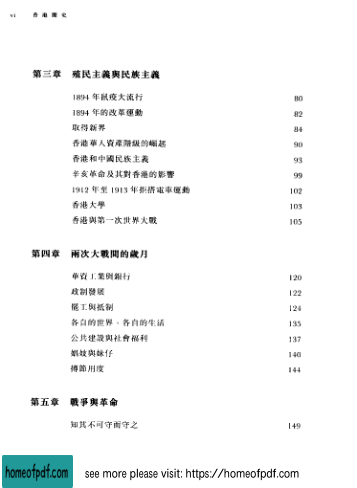 vi 香港簡史
第三章 殖民主義與民族主義
1894 年鼠疫大流行 80
1894 年的改革運動 82
取得新界 84
香港華人資產階級的崛起 90
香港和中國民族主義 93
辛亥革命及其對香港的影響 99
1912 年至 1913 年拒搭電車運動 102
香港大學 103
香港與第一次世界大戰 105
第四章 兩次大戰間的歲月
華資工業與銀行 120
政制發展 122
罷工與抵制 124
各自的世界，各自的生活 135
公共建設與社會福利 137
娼妓與妹仔 140
撙節用度 144
第五章 戰爭與革命
知其不可守而守之 149
homeofpdf.com see more please visit: https://homeofpdf.com